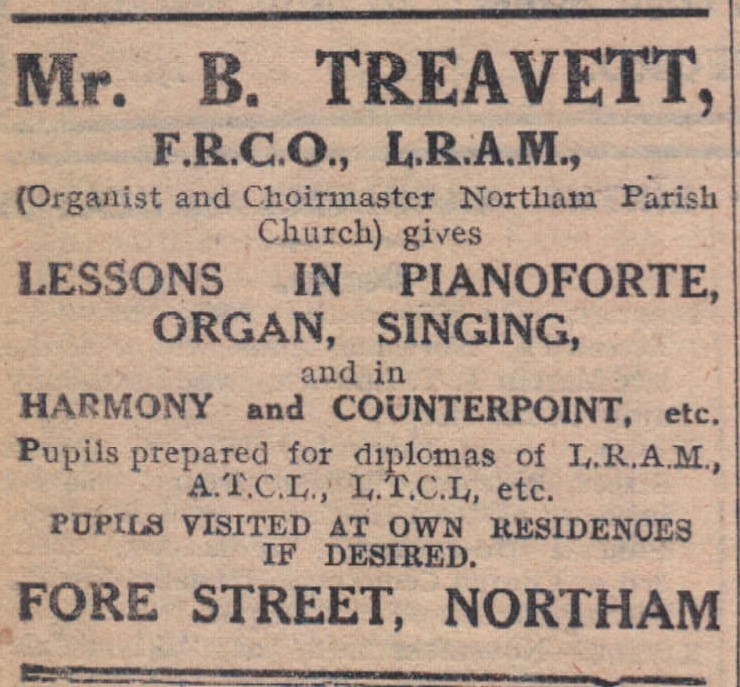 Mr. B. TREAVETT,
F.R.C.O., L.R.A.M.,
(Organist and Choirmaster Northam Parish
Church) gives
LESSONS IN PIANOFORTE,
ORGAN, SINGING,
and in
HARMONY and COUNTERPOINT, etc.
Pupils prepared for diplomas of L.R.A.M.,
A.T.C.L., L.T.C.L, etc.
PUPILS VISITED AT OWN RESIDENCES
IF DESIRED.
FORE STREET, NORTHAM